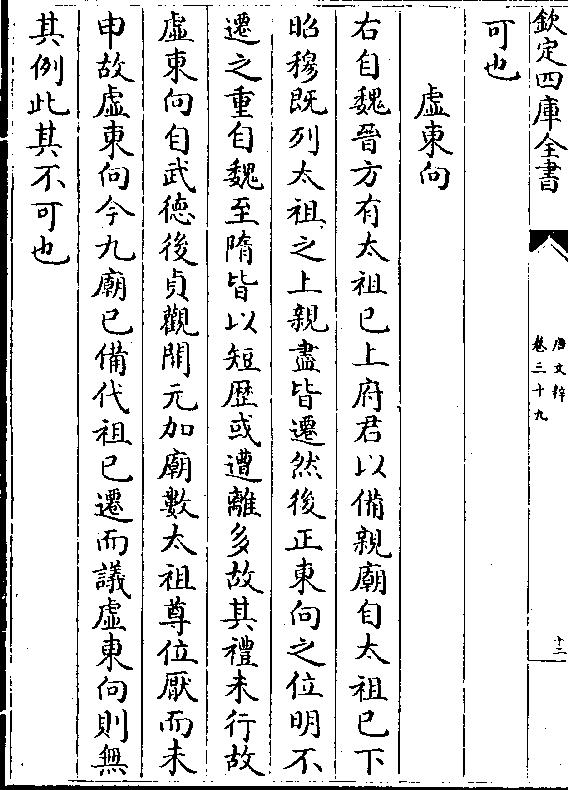 欽定四庫全書
唐文粹
卷三十九
十三
可也
虛東向
右自魏晉方有太祖已上府君以備親廟自太祖已下
昭穆既列太祖之上親盡皆遷然後正東向之位明不
遷之重自魏至隋皆以短歴或遭離多故其禮未行故
虛東向自武德後貞觀開元加廟數太祖尊位厭而未
申故虛東向今九廟已備代祖已遷而議虛東向則無
其例此其不可也